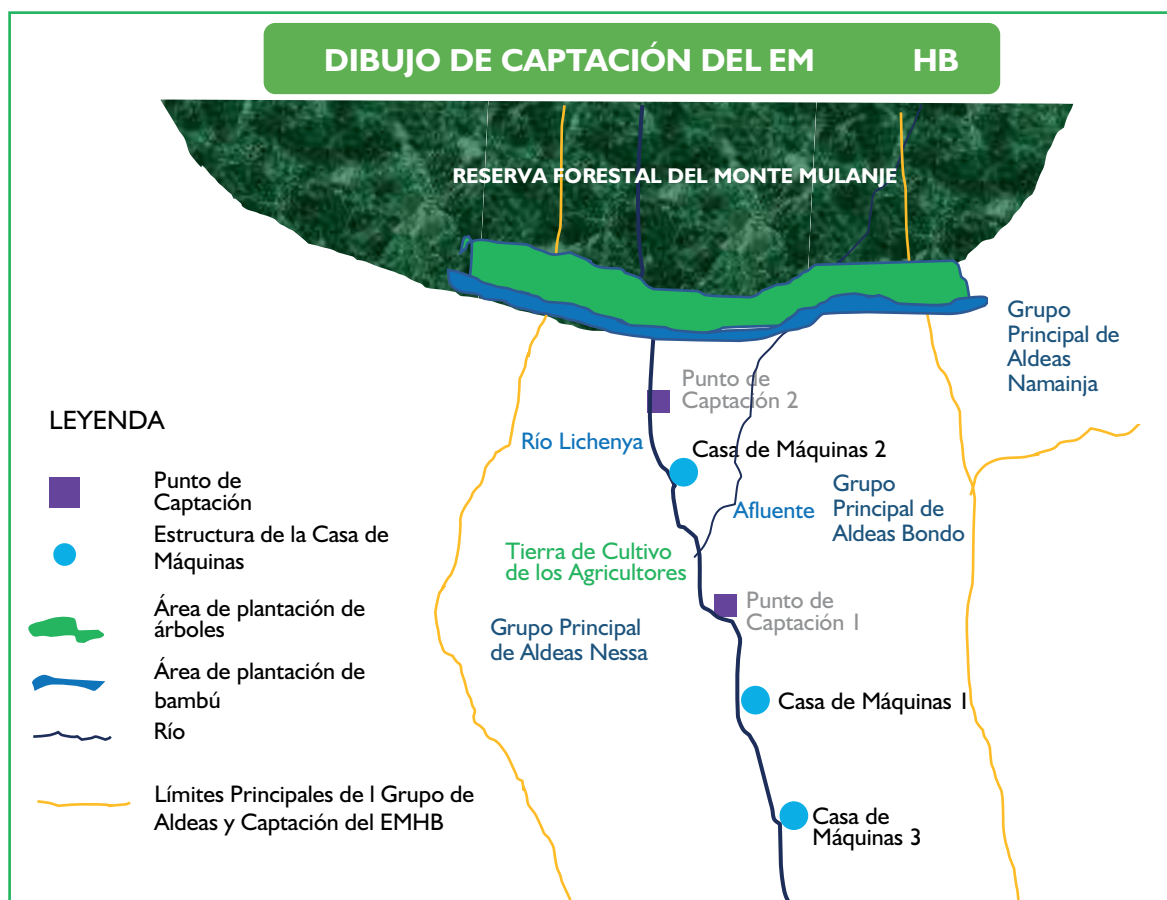 DIBUJO DE CAPTACIÓN DEL EM HB
RESERVA FORESTAL DEL MONTE MULANJE
Grupo
Principal de
Aldeas
Namainja
Punto de
Captación 2
LEYENDA
Río Lichenya
Casa de Máquinas 2
Punto de
Captación
Grupo
Principal de
Aldeas Bondo
Afluente
Estructura de la Casa de
Máquinas
Tierra de Cultivo
de los Agricultores
Área de plantación de
árboles
Punto de
Captación 1
Grupo Principal
de Aldeas Nessa
Área de plantación de
bambú
Casa de Máquinas 1
Río
Límites Principales de l Grupo de
Aldeas y Captación del EMHB
Casa de
Máquinas 3